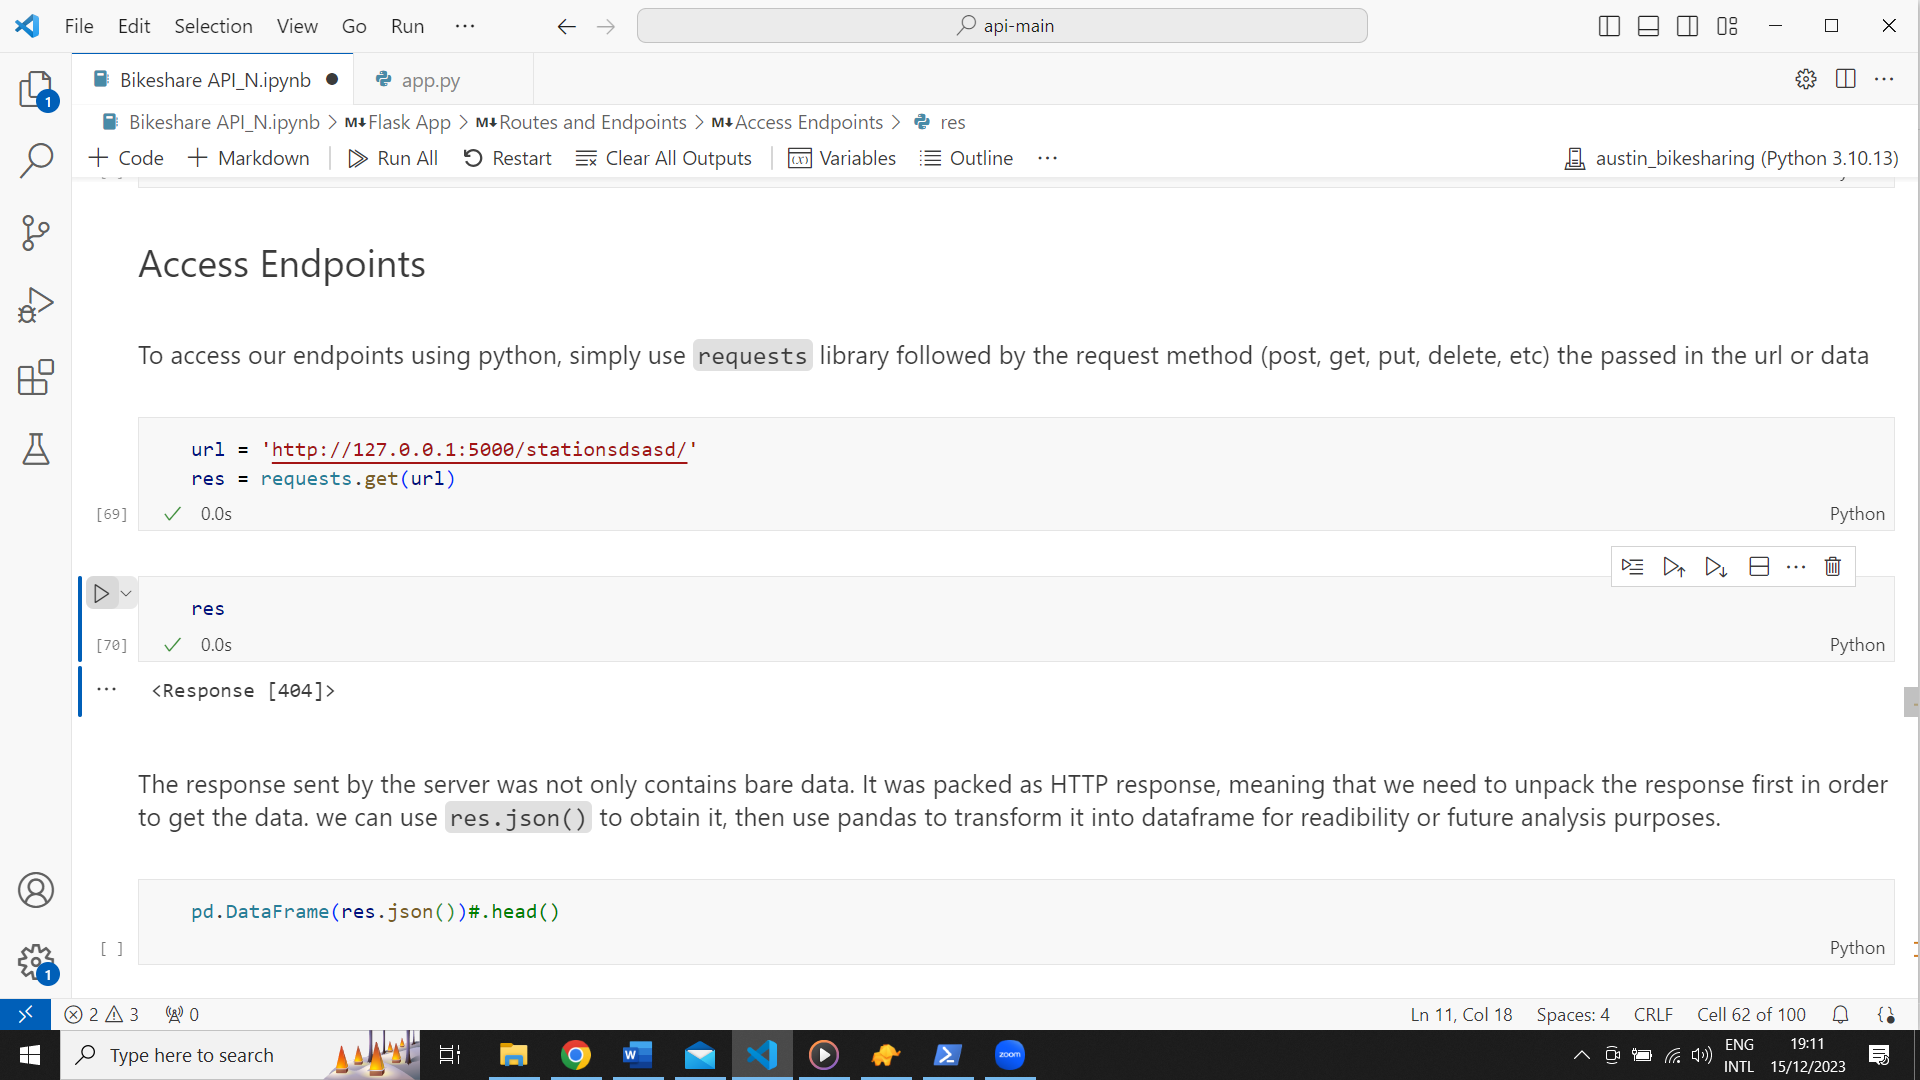 File Edit Selection View Go Run ···
api-main
Bikeshare API_N.ipynb
app.py
Bikeshare API_N.ipynb > M↓Flask App > M↓Routes and Endpoints > M↓Access Endpoints > res
+ Code + Markdown Run All Restart Clear All Outputs Variables Outline ···
austin_bikesharing (Python 3.10.13)
Access Endpoints
To access our endpoints using python, simply use requests library followed by the request method (post, get, put, delete, etc) the passed in the url or data
url = 'http://127.0.0.1:5000/stationsdsasd/'
res = requests.get(url)
[69] 0.0s Python
res
[70] 0.0s Python
··· <Response [404]>
The response sent by the server was not only contains bare data. It was packed as HTTP response, meaning that we need to unpack the response first in order
to get the data. we can use res.json() to obtain it, then use pandas to transform it into dataframe for readibility or future analysis purposes.
pd.DataFrame(res.json())#.head()
[ ] Python
1
1
2 3 0
Ln 11, Col 18 Spaces: 4 CRLF Cell 62 of 100
Type here to search
zoom
ENG
INTL
19:11
15/12/2023